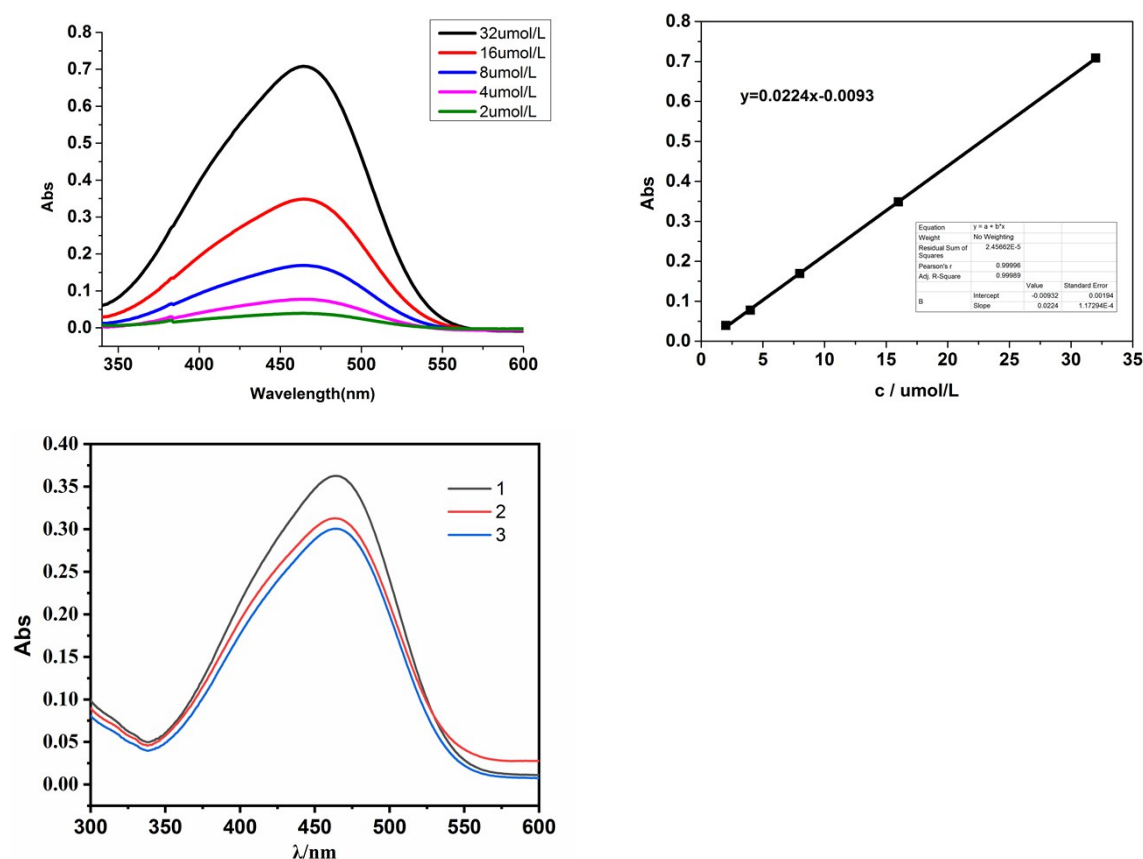 32umol/L
16umol/L
8umol/L
4umol/L
2umol/L
0.8
0.7
0.6
0.5
0.4
0.3
0.2
0.1
0.0
Abs
350 400 450 500 550 600
Wavelength(nm)
y=0.0224x-0.0093
0.8
0.7
0.6
0.5
0.4
0.3
0.2
0.1
0.0
Abs
Equation y = a + b*x
Weight No Weighting
Residual Sum of Squares 2.45662E-5
Pearson's r 0.99996
Adj. R-Square 0.99989
Value Standard Error
B Intercept -0.00932 0.00194
Slope 0.0224 1.17294E-4
0 5 10 15 20 25 30 35
c / umol/L
0.40
0.35
0.30
0.25
0.20
0.15
0.10
0.05
0.00
Abs
1
2
3
300 350 400 450 500 550 600
λ/nm